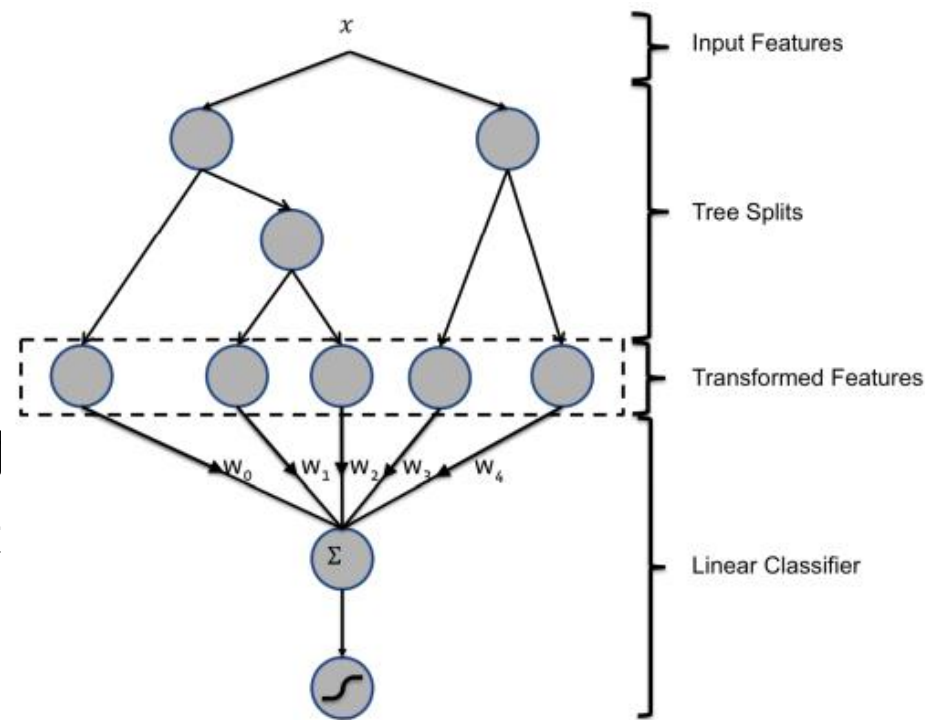 x
Input Features
Tree Splits
Transformed Features
W₀ W₁ W₂ W₃ W₄
Σ
Linear Classifier